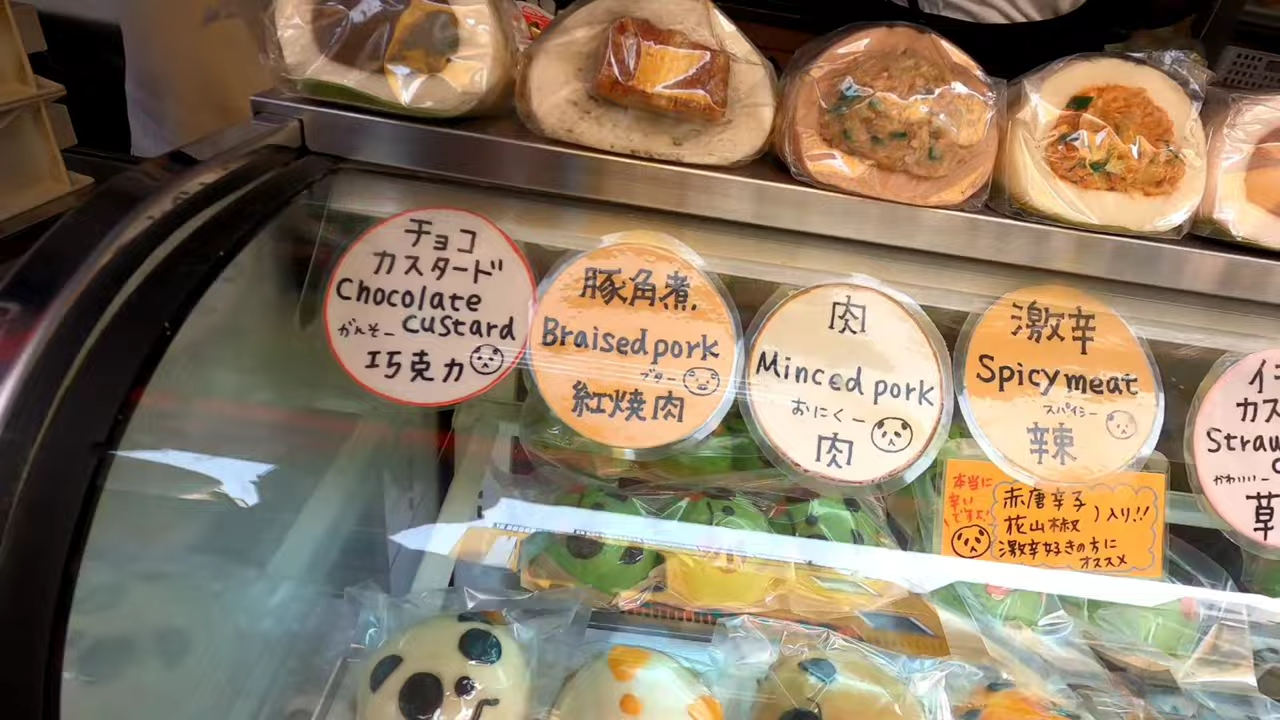 チョコ
カスタード
Chocolate
がんそー custard
巧克力
豚角煮
Braised pork
ブター
紅焼肉
肉
Minced pork
おにくー
肉
激辛
Spicy meat
スパイシー
辣
本当に
辛い
ですよ!
赤唐辛子
花山椒 入り!!
激辛好きの方に
オススメ
カス
Straw
かわいいー
草